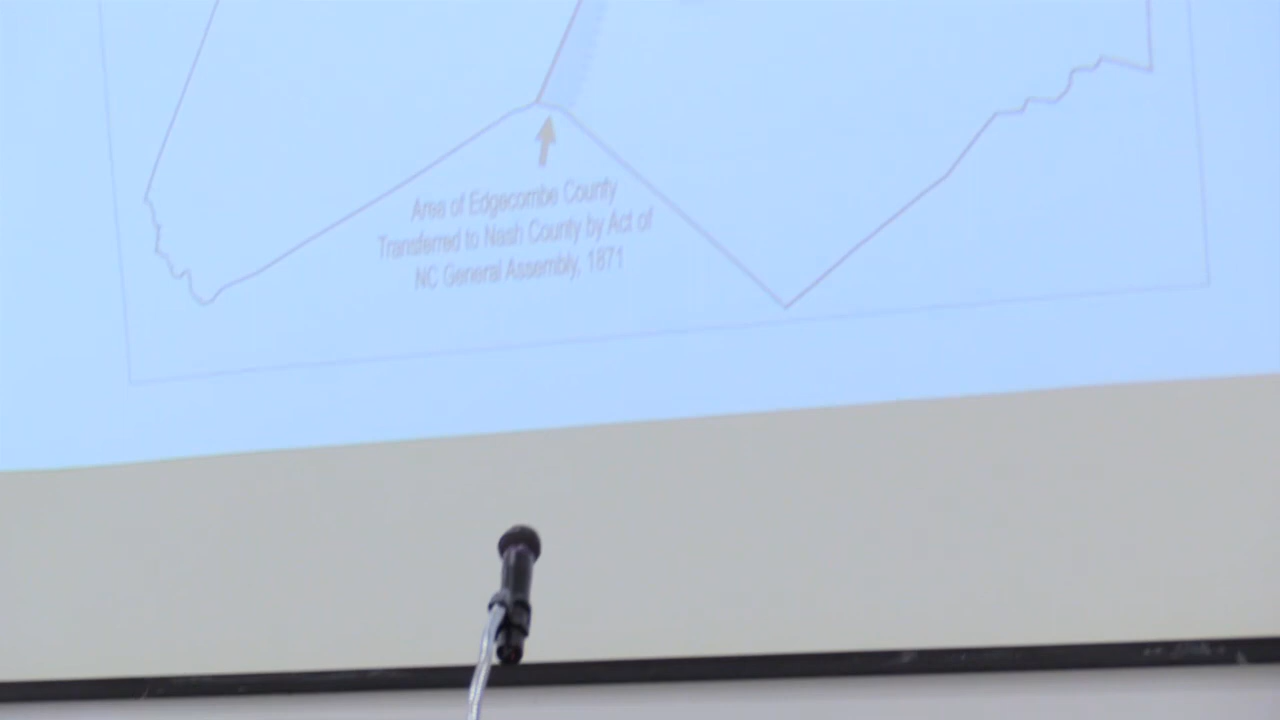 Area of Edgecombe County
Transferred to Nash County by Act of
NC General Assembly, 1871